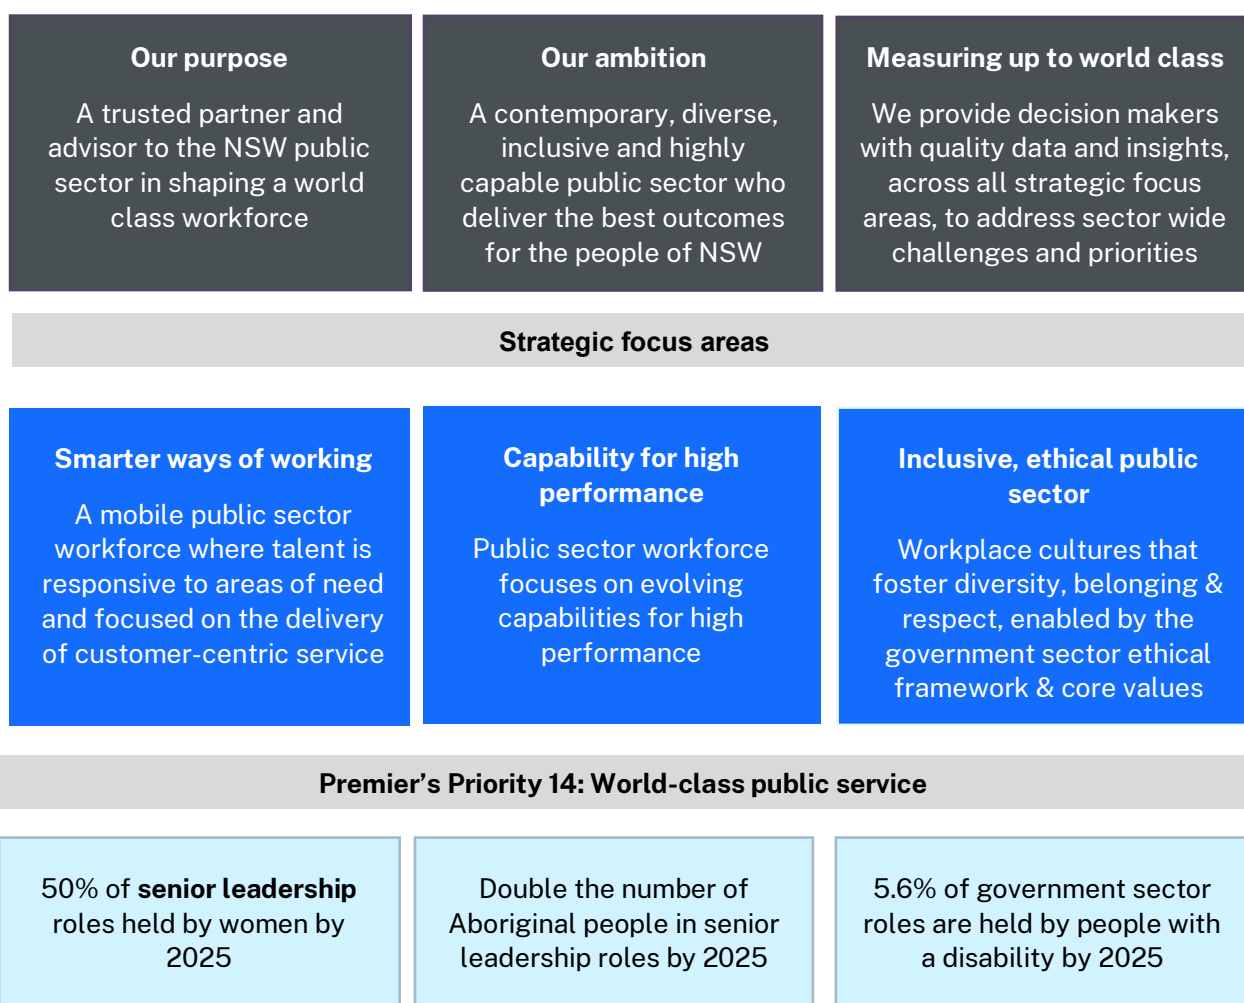 Our purpose
A trusted partner and
advisor to the NSW public
sector in shaping a world
class workforce
Our ambition
A contemporary, diverse,
inclusive and highly
capable public sector who
deliver the best outcomes
for the people of NSW
Measuring up to world class
We provide decision makers
with quality data and insights,
across all strategic focus
areas, to address sector wide
challenges and priorities
Strategic focus areas
Smarter ways of working
A mobile public sector
workforce where talent is
responsive to areas of need
and focused on the delivery
of customer-centric service
Capability for high
performance
Public sector workforce
focuses on evolving
capabilities for high
performance
Inclusive, ethical public
sector
Workplace cultures that
foster diversity, belonging &
respect, enabled by the
government sector ethical
framework & core values
Premier’s Priority 14: World-class public service
50% of senior leadership
roles held by women by
2025
Double the number of
Aboriginal people in senior
leadership roles by 2025
5.6% of government sector
roles are held by people with
a disability by 2025